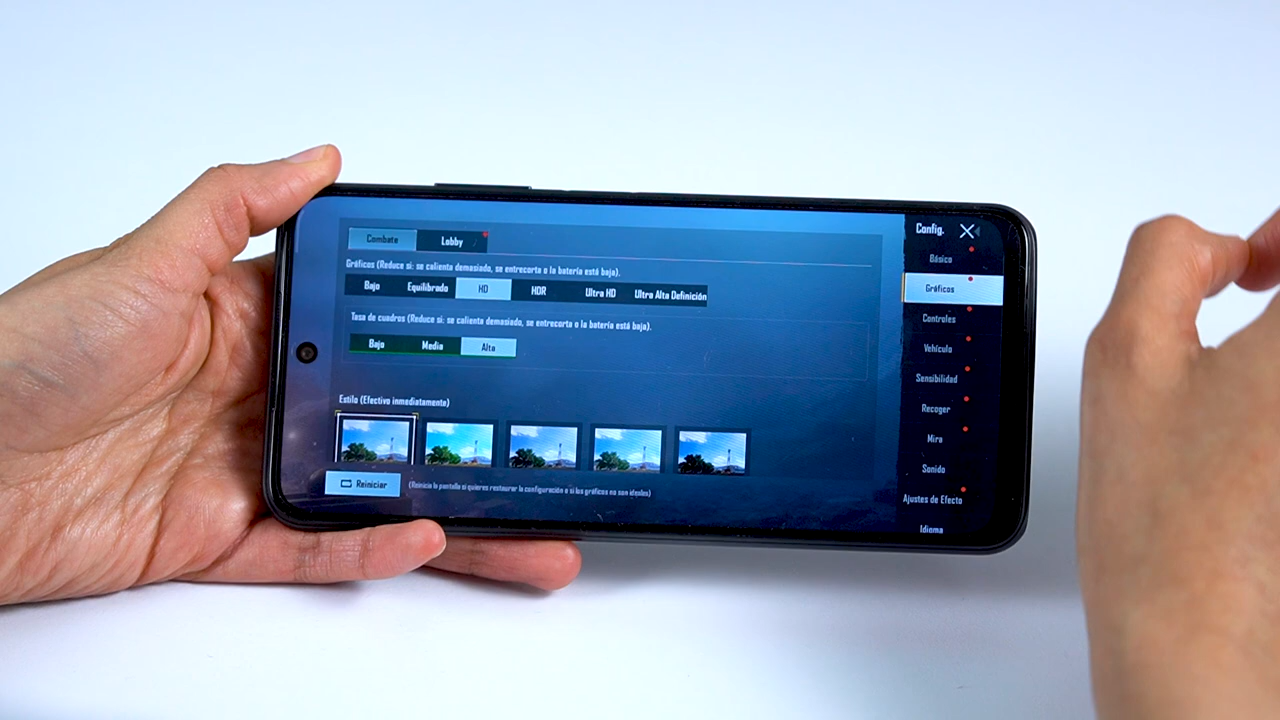 Combate Lobby
Gráficos (Reduce si: se calienta demasiado, se entrecorta o la batería está baja).
Bajo Equilibrado HD HDR Ultra HD Ultra Alta Definición
Tasa de cuadros (Reduce si: se calienta demasiado, se entrecorta o la batería está baja).
Bajo Media Alta
Estilo (Efectivo inmediatamente)
Reiniciar
(Reinicia la pantalla si quieres restaurar la configuración o si los gráficos no son ideales)
Config.
Básico
Gráficos
Controles
Vehículo
Sensibilidad
Recoger
Mira
Sonido
Ajustes de Efecto
Idioma